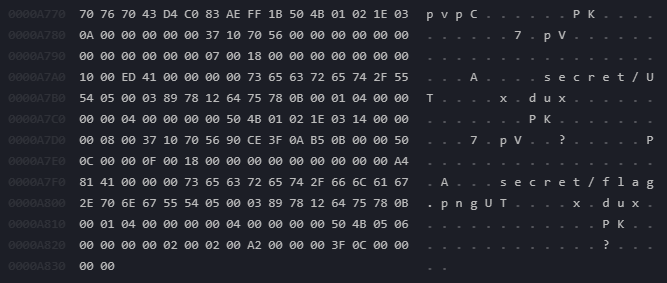 0000A770 70 76 70 43 D4 C0 83 AE FF 1B 50 4B 01 02 1E 03 p v p C . . . . . . P K . . . .
0000A780 0A 00 00 00 00 00 37 10 70 56 00 00 00 00 00 00 . . . . . . 7 . p V . . . . . .
0000A790 00 00 00 00 00 00 07 00 18 00 00 00 00 00 00 00 . . . . . . . . . . . . . . . .
0000A7A0 10 00 ED 41 00 00 00 00 73 65 63 72 65 74 2F 55 . . . A . . . . s e c r e t / U
0000A7B0 54 05 00 03 89 78 12 64 75 78 0B 00 01 04 00 00 T . . . . x . d u x . . . . . .
0000A7C0 00 00 04 00 00 00 00 50 4B 01 02 1E 03 14 00 00 . . . . . . . P K . . . . . . .
0000A7D0 00 08 00 37 10 70 56 90 CE 3F 0A B5 0B 00 00 50 . . . 7 . p V . . ? . . . . . P
0000A7E0 0C 00 00 0F 00 18 00 00 00 00 00 00 00 00 00 A4 . . . . . . . . . . . . . . . .
0000A7F0 81 41 00 00 00 73 65 63 72 65 74 2F 66 6C 61 67 . A . . . s e c r e t / f l a g
0000A800 2E 70 6E 67 55 54 05 00 03 89 78 12 64 75 78 0B . p n g U T . . . . x . d u x .
0000A810 00 01 04 00 00 00 00 04 00 00 00 00 50 4B 05 06 . . . . . . . . . . . . P K . .
0000A820 00 00 00 00 02 00 02 00 A2 00 00 00 3F 0C 00 00 . . . . . . . . . . . . ? . . .
0000A830 00 00 . .